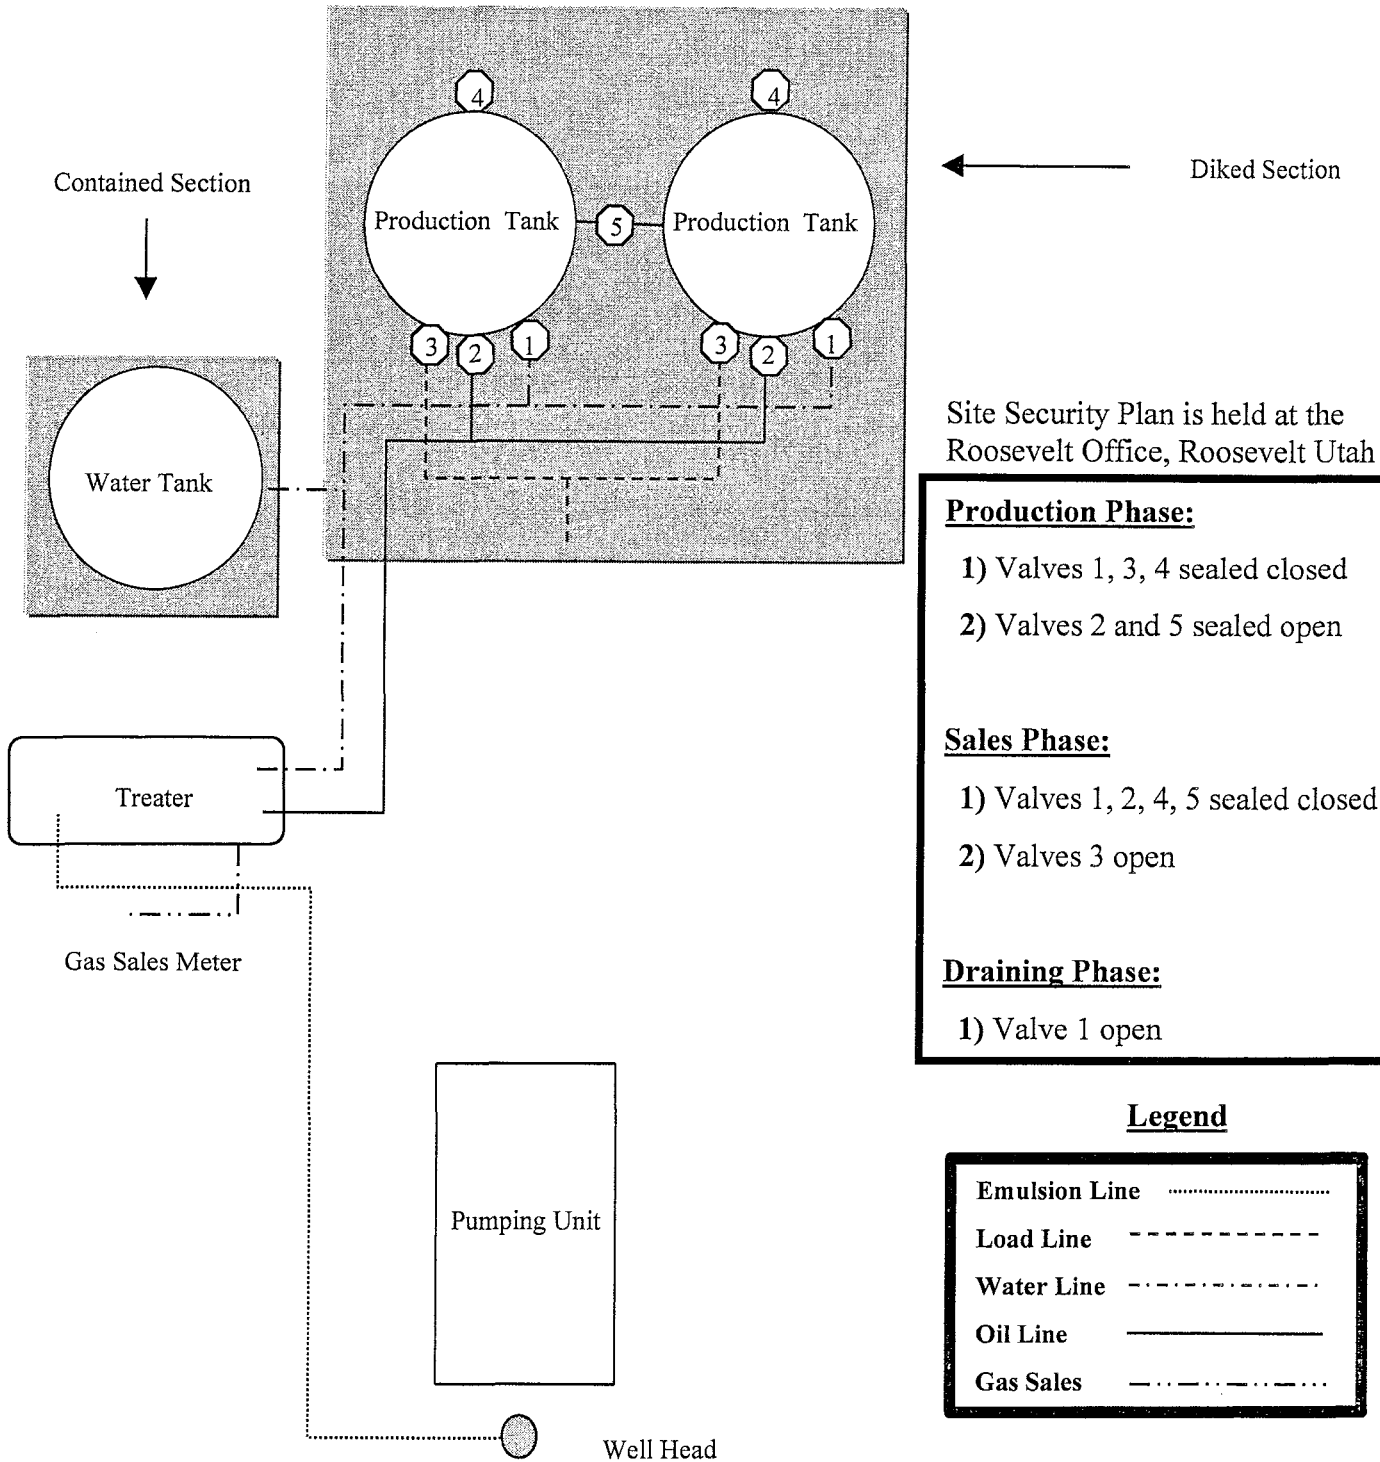 4
4
Contained Section
Diked Section
Production Tank
5
Production Tank
3
2
1
3
2
1
Site Security Plan is held at the
Roosevelt Office, Roosevelt Utah
Water Tank
Production Phase:
1) Valves 1, 3, 4 sealed closed
2) Valves 2 and 5 sealed open
Sales Phase:
1) Valves 1, 2, 4, 5 sealed closed
2) Valves 3 open
Treater
Gas Sales Meter
Draining Phase:
1) Valve 1 open
Pumping Unit
Legend
Emulsion Line
Load Line
Water Line
Oil Line
Gas Sales
Well Head